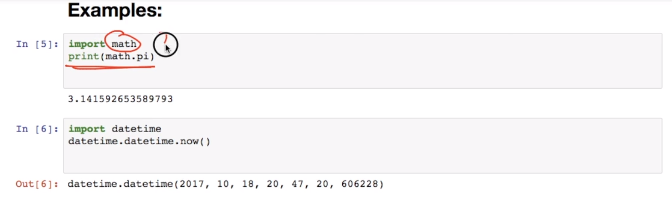 Examples:
In [5]: import math
print(math.pi)
3.141592653589793
In [6]: import datetime
datetime.datetime.now()
Out[6]: datetime.datetime(2017, 10, 18, 20, 47, 20, 606228)